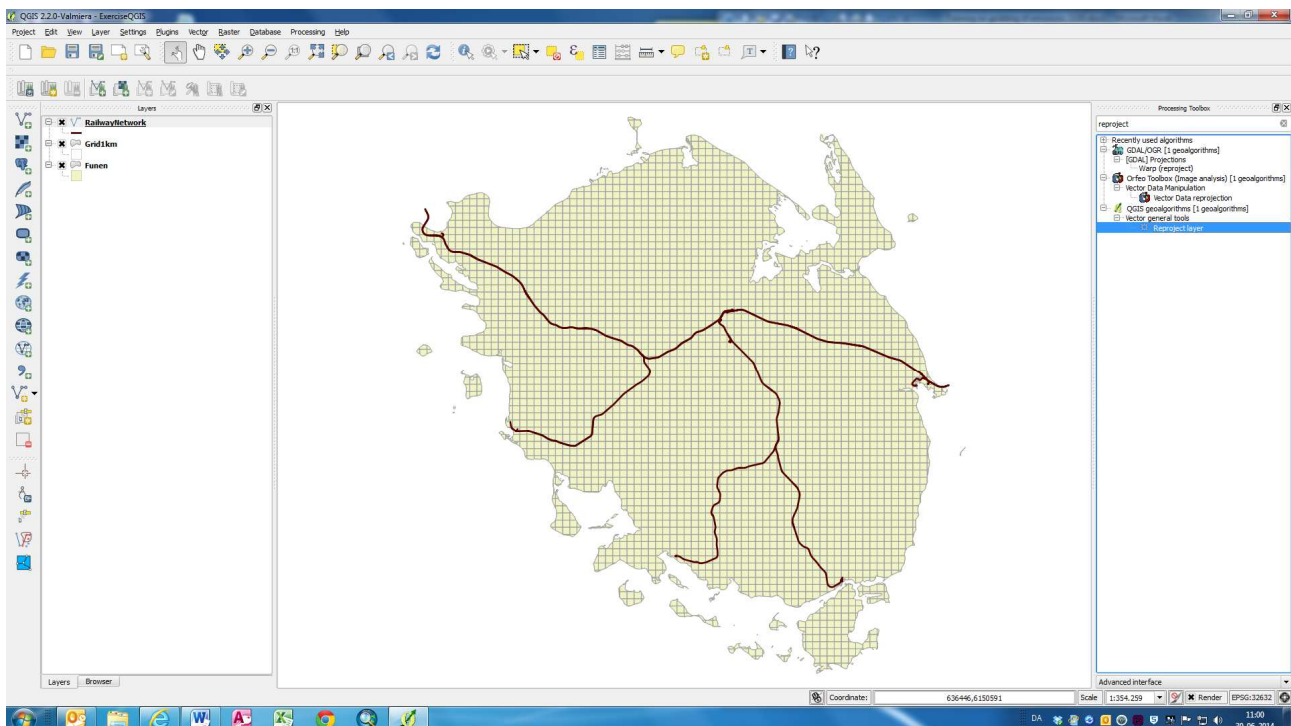 QGIS 2.2.0-Valmiera - ExerciseQGIS
Project Edit View Layer Settings Plugins Vector Raster Database Processing Help
Layers
RailwayNetwork
Grid1km
Funen
Processing Toolbox
reproject
Recently used algorithms
GDAL/OGR [1 geoalgorithms]
[GDAL] Projections
Warp (reproject)
Orfeo Toolbox (Image analysis) [1 geoalgorithms]
Vector Data Manipulation
Vector Data reprojection
QGIS geoalgorithms [1 geoalgorithms]
Vector general tools
Reproject layer
Layers Browser
Advanced interface
Coordinate: 636446,6150591 Scale 1:354.259 Render EPSG:32632
DA 11:00
30-06-2014